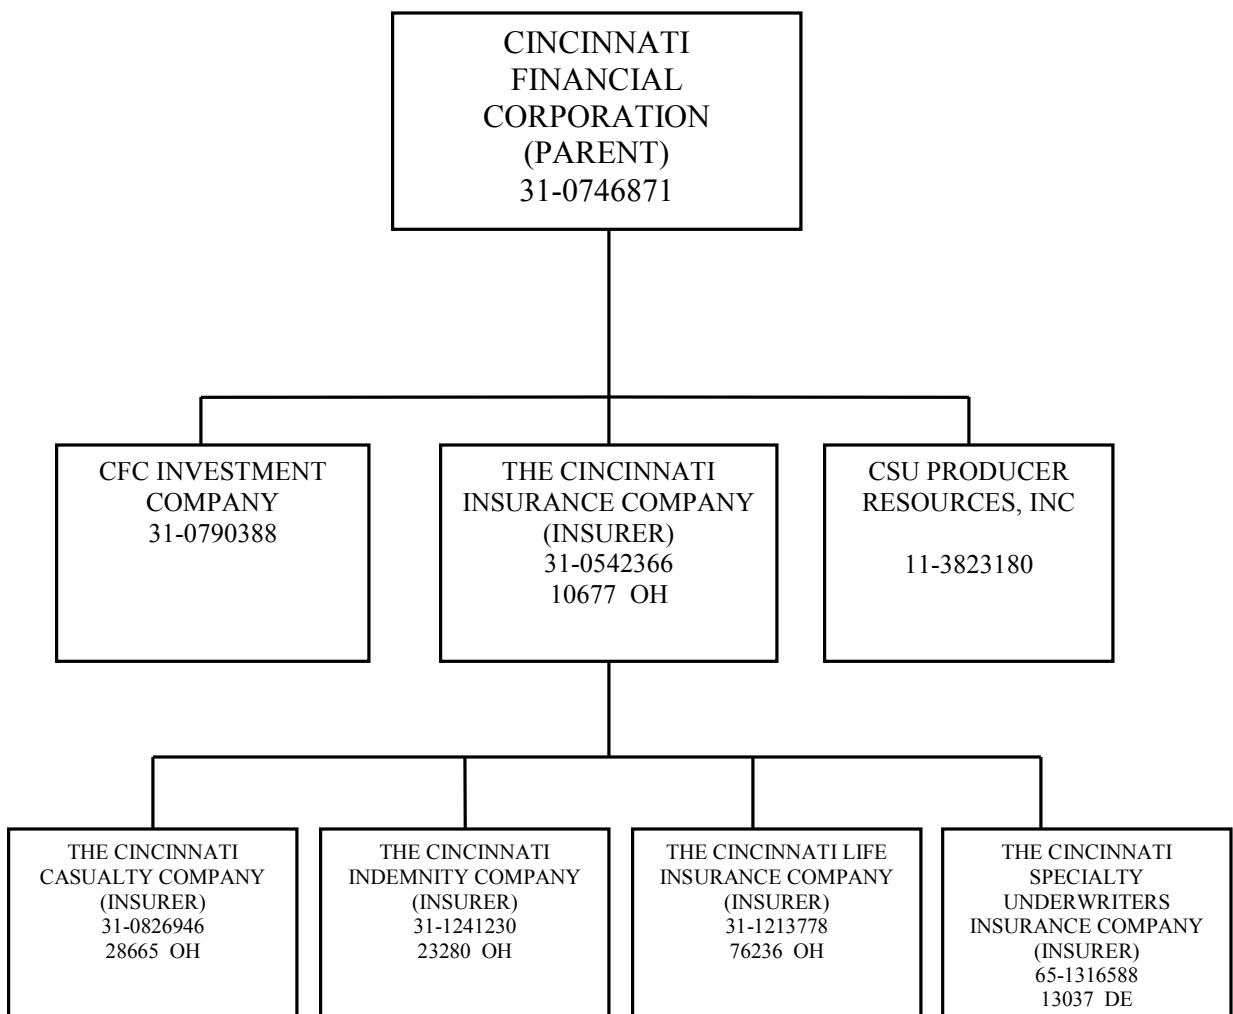 CINCINNATI
FINANCIAL
CORPORATION
(PARENT)
31-0746871
CFC INVESTMENT
COMPANY
31-0790388
THE CINCINNATI
INSURANCE COMPANY
(INSURER)
31-0542366
10677 OH
CSU PRODUCER
RESOURCES, INC
11-3823180
THE CINCINNATI
CASUALTY COMPANY
(INSURER)
31-0826946
28665 OH
THE CINCINNATI
INDEMNITY COMPANY
(INSURER)
31-1241230
23280 OH
THE CINCINNATI LIFE
INSURANCE COMPANY
(INSURER)
31-1213778
76236 OH
THE CINCINNATI
SPECIALTY
UNDERWRITERS
INSURANCE COMPANY
(INSURER)
65-1316588
13037 DE